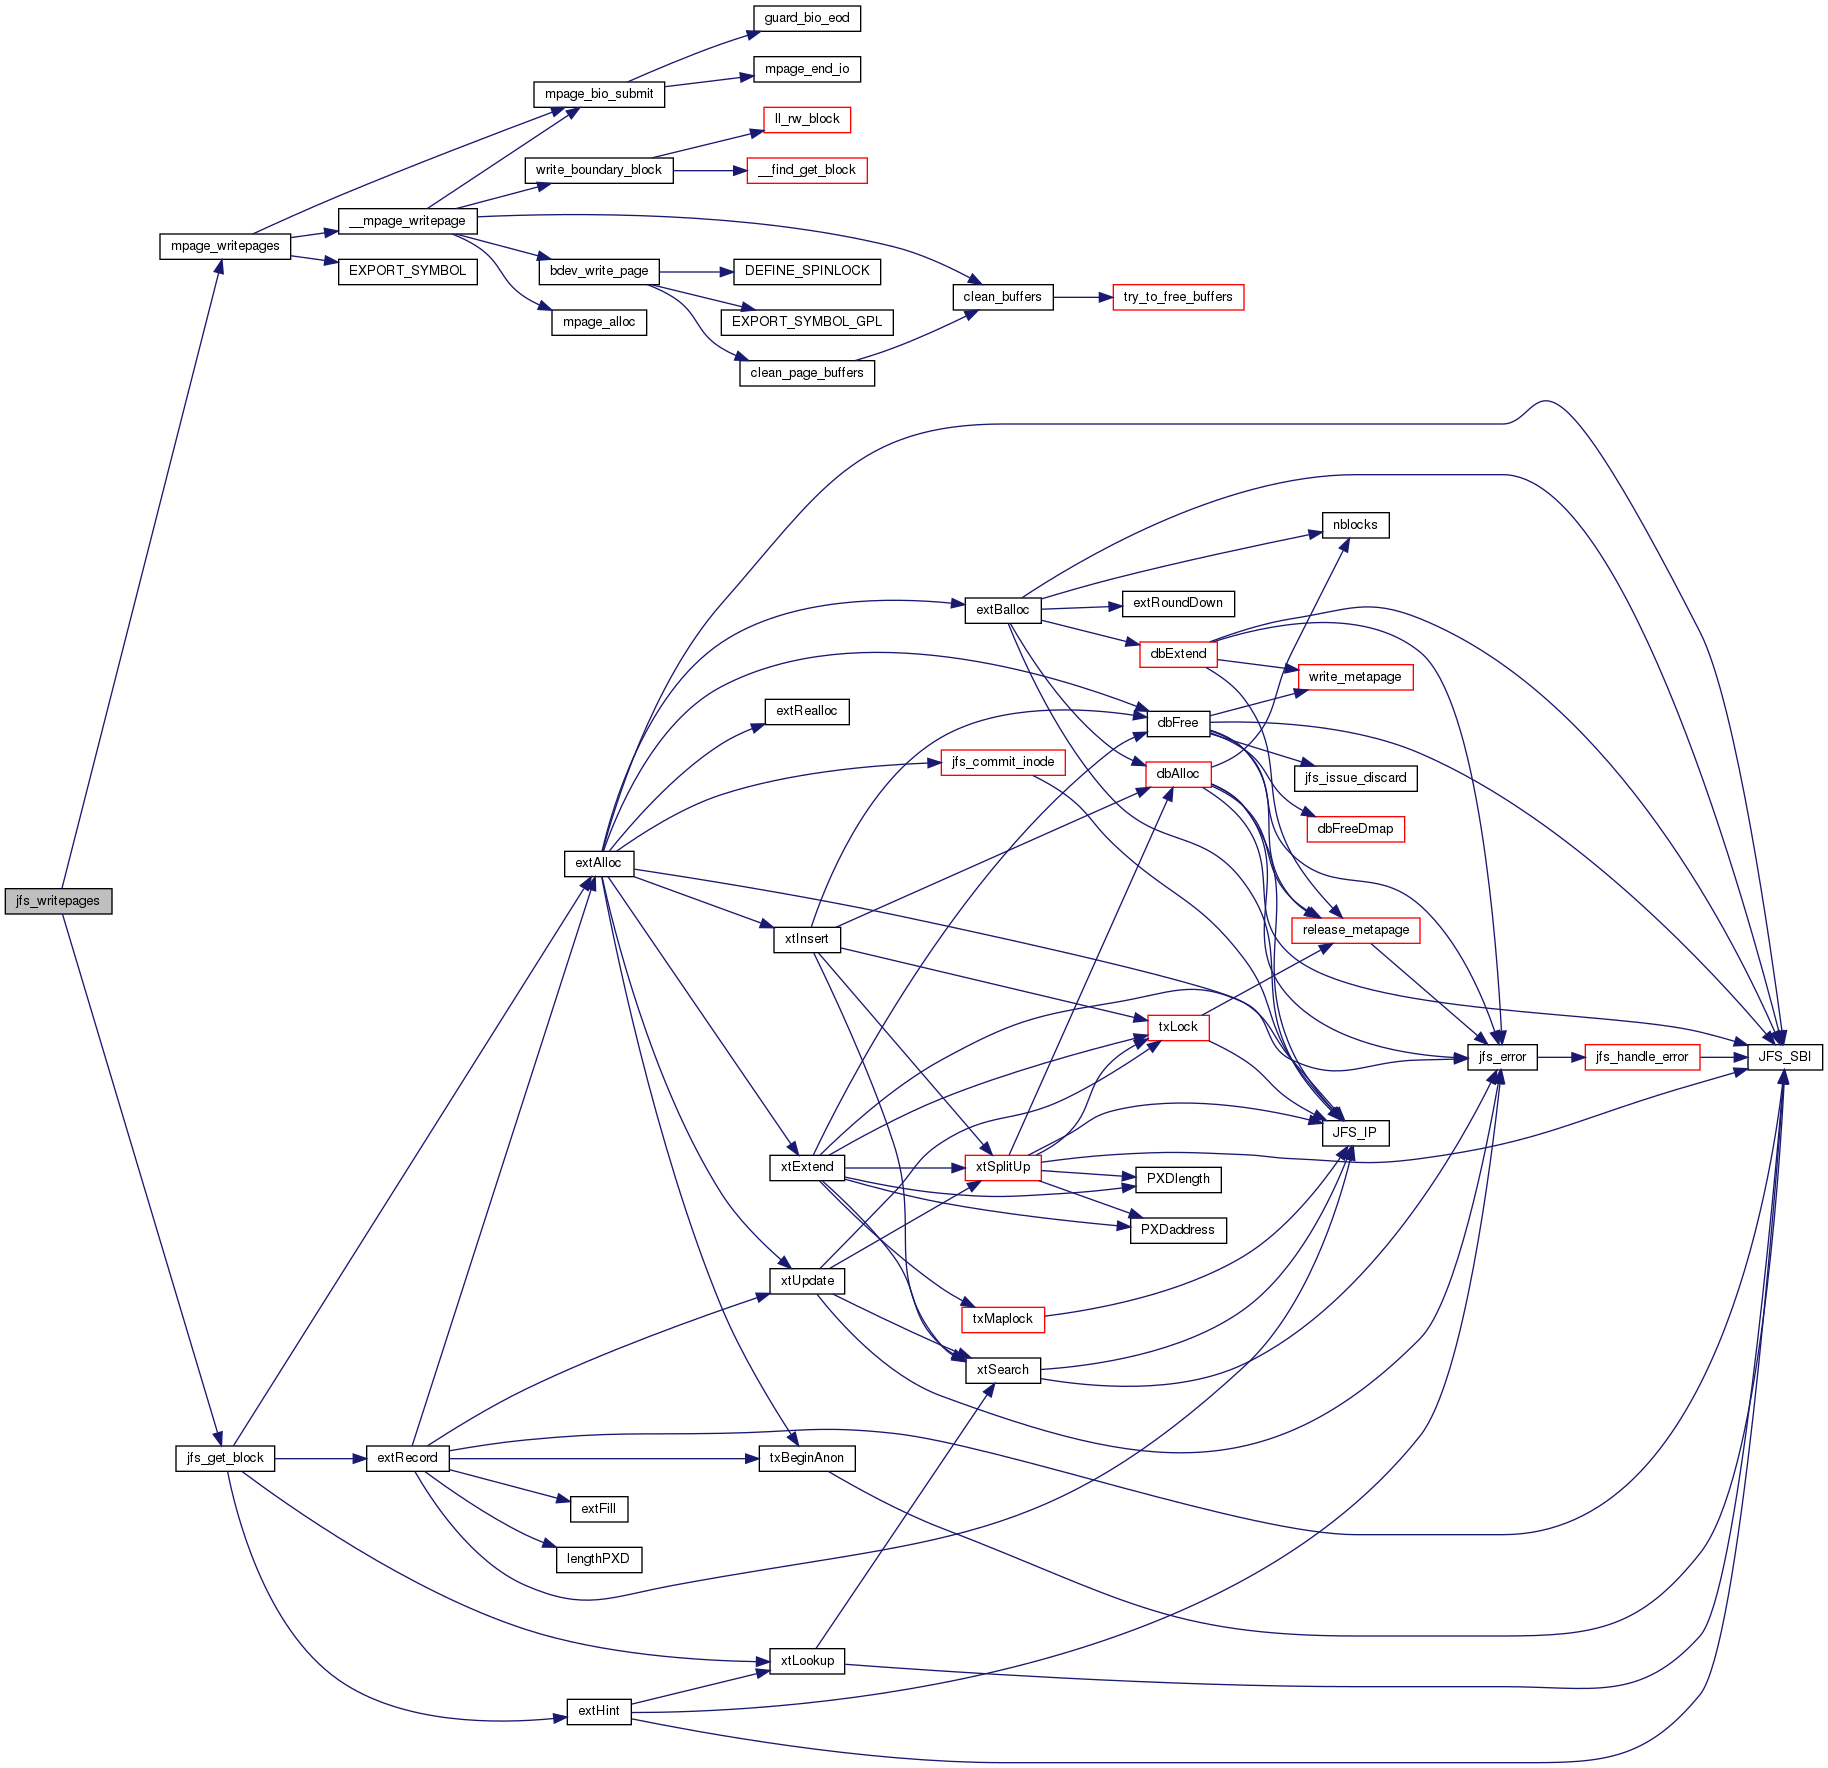 guard_bio_eod
mpage_end_io
mpage_bio_submit
ll_rw_block
write_boundary_block
__find_get_block
__mpage_writepage
mpage_writepages
EXPORT_SYMBOL
bdev_write_page
DEFINE_SPINLOCK
clean_buffers
try_to_free_buffers
mpage_alloc
EXPORT_SYMBOL_GPL
clean_page_buffers
nblocks
extBalloc
extRoundDown
dbExtend
write_metapage
extRealloc
dbFree
jfs_commit_inode
dbAlloc
jfs_issue_discard
dbFreeDmap
extAlloc
jfs_writepages
xtInsert
release_metapage
txLock
jfs_error
jfs_handle_error
JFS_SBI
JFS_IP
xtExtend
xtSplitUp
PXDlength
PXDaddress
xtUpdate
txMaplock
xtSearch
jfs_get_block
extRecord
txBeginAnon
extFill
lengthPXD
xtLookup
extHint